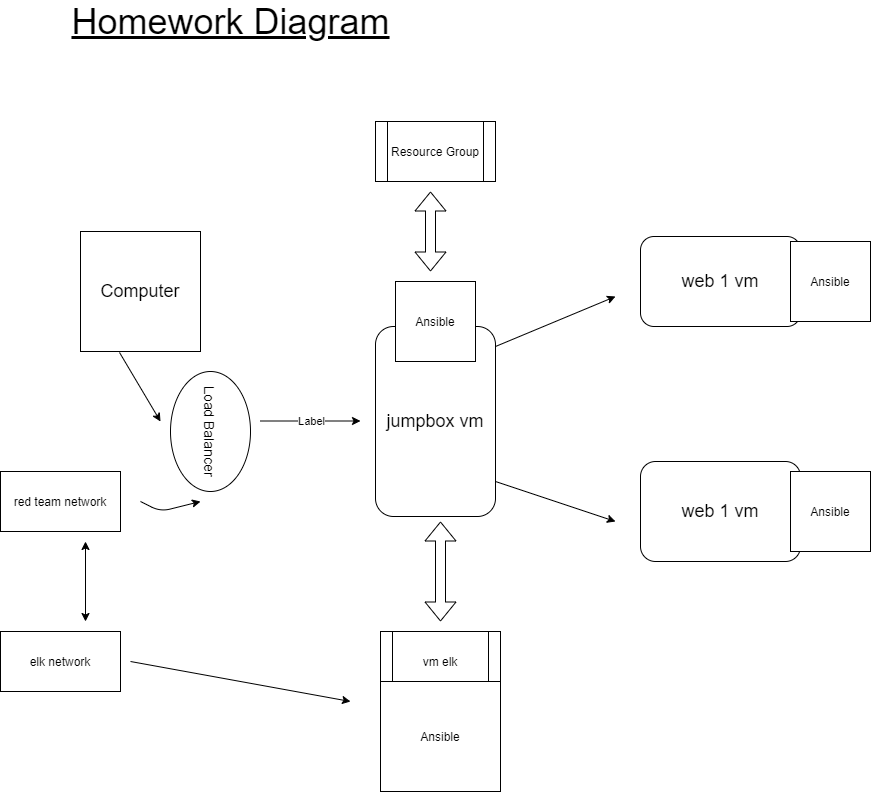 Homework Diagram
Resource Group
Computer
Ansible
web 1 vm
Ansible
Load Balancer
Label
jumpbox vm
red team network
web 1 vm
Ansible
elk network
vm elk
Ansible